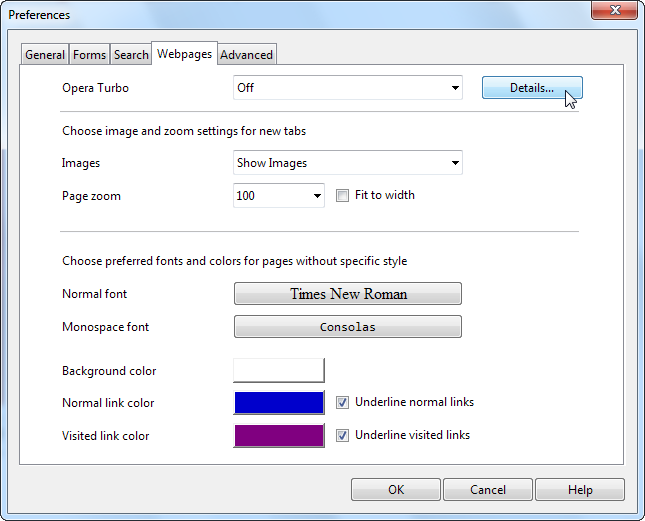 Preferences
General Forms Search Webpages Advanced
Opera Turbo Off Details...
Choose image and zoom settings for new tabs
Images Show Images
Page zoom 100 Fit to width
Choose preferred fonts and colors for pages without specific style
Normal font Times New Roman
Monospace font Consolas
Background color
Normal link color Underline normal links
Visited link color Underline visited links
OK Cancel Help